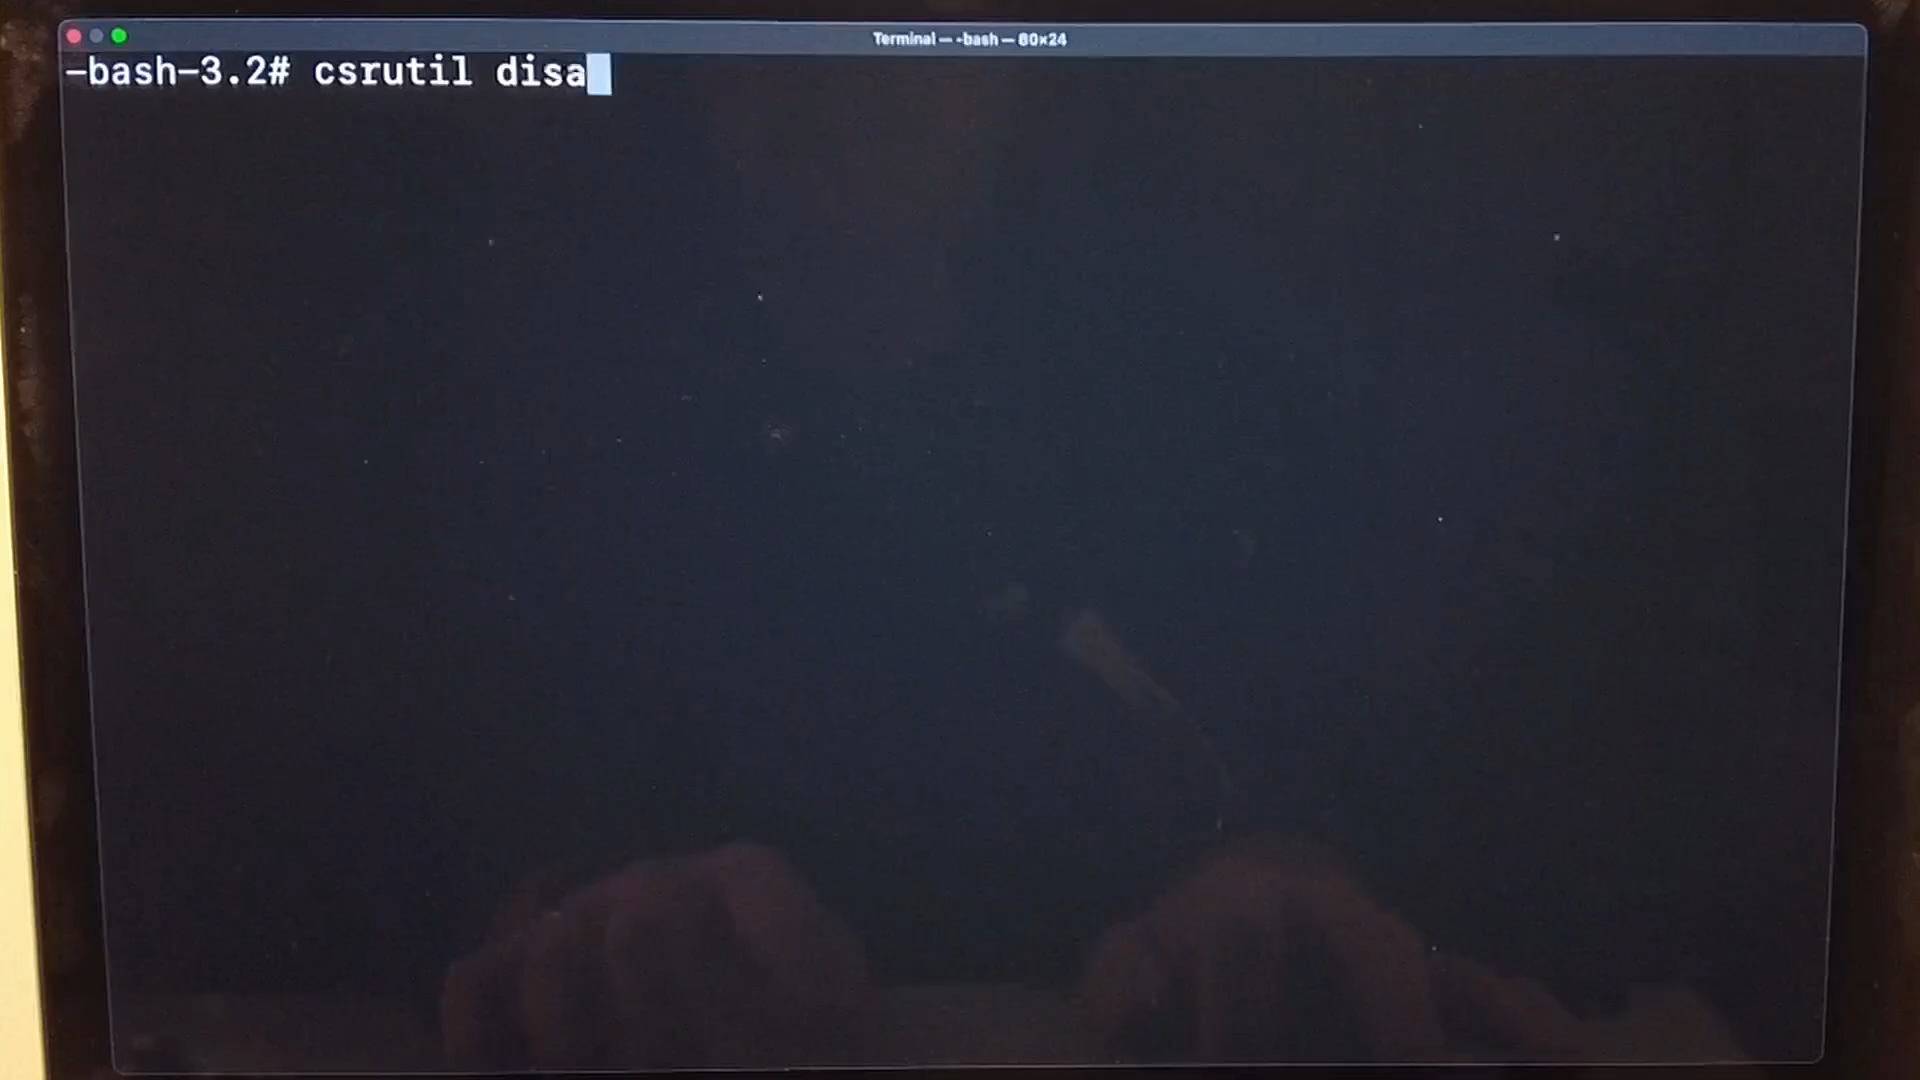 Terminal — -bash — 80×24
-bash-3.2# csrutil disa